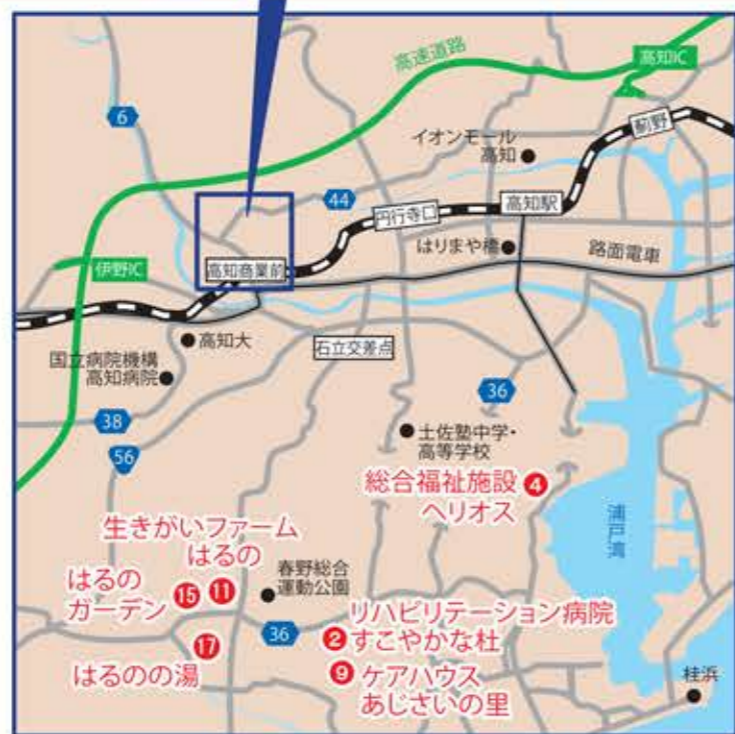 高速道路
高知IC
6
イオンモール
高知
薊野
44
円行寺口
高知駅
はりまや橋
路面電車
伊野IC
高知商業前
高知大
石立交差点
国立病院機構
高知病院
36
38
土佐塾中学・
高等学校
56
総合福祉施設 4
ヘリオス
浦戸湾
生きがいファーム
はるの
はるの
ガーデン
15 11
春野総合
運動公園
リハビリテーション病院
2 すこやかな杜
36
17
はるのの湯
9 ケアハウス
あじさいの里
桂浜